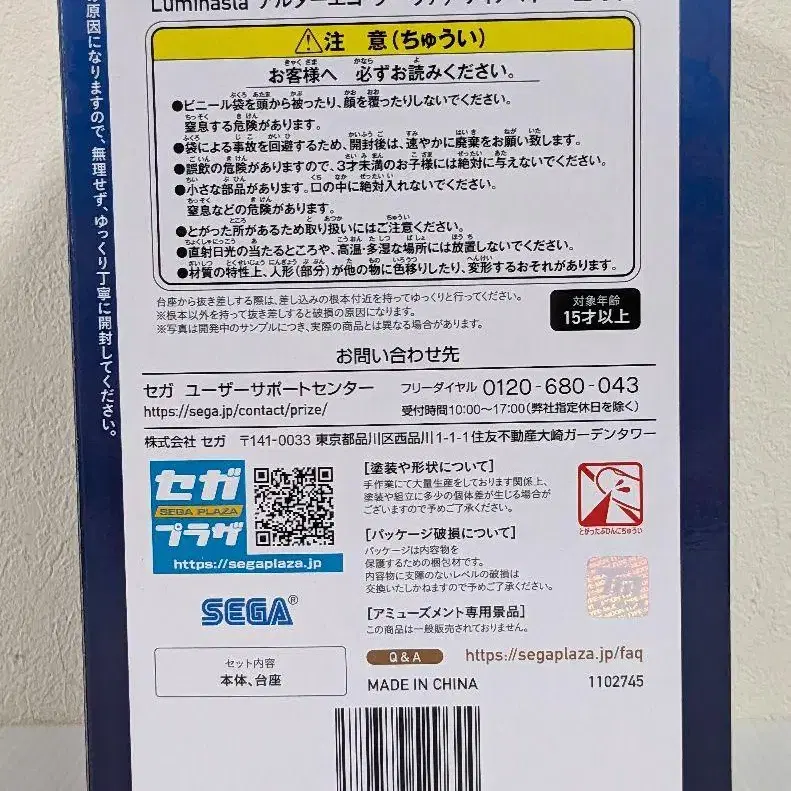 Luminasta
⚠注 意(ちゅうい)
お客様へ 必ずお読みください。
●ビニール袋を頭から被ったり、顔を覆ったりしないでください。
窒息する危険があります。
●袋による事故を回避するため、開封後は、速やかに廃棄をお願い致します。
●誤飲の危険がありますので、3才未満のお子様には絶対に与えないでください。
●小さな部品があります。口の中に絶対入れないでください。
窒息などの危険があります。
●とがった所があるため取り扱いにはご注意ください。
●直射日光の当たるところや、高温・多湿な場所には放置しないでください。
●材質の特性上、人形(部分)が他の物に色移りしたり、変形するおそれがあります。
台座から抜き差しする際は、差し込みの根本付近を持ってゆっくりと行ってください。
※根本以外を持って抜き差しすると破損の原因になります。
※写真は開発中のサンプルにつき、実際の商品とは異なる場合があります。
対象年齢
15才以上
お問い合わせ先
セガ ユーザーサポートセンター
https://sega.jp/contact/prize/
フリーダイヤル 0120-680-043
受付時間10:00～17:00(弊社指定休日を除く)
株式会社 セガ 〒141-0033 東京都品川区西品川1-1-1住友不動産大崎ガーデンタワー
セガ
SEGA PLAZA
プラザ
https://segaplaza.jp
SEGA®
[塗装や形状について]
手作業にて大量生産をしております関係上、
塗装や組立に多少の個体差が生じる場合が
ございますので予めご了承ください。
[パッケージ破損について]
パッケージは内容物を
保護するための梱包材です。
内容物に支障のないレベルの破損は
交換いたしかねますので予めご了承ください。
[アミューズメント専用景品]
この商品は一般販売されておりません。
とがったぶひんにちゅうい
Q&A
https://segaplaza.jp/faq
セット内容
本体、台座
MADE IN CHINA
1102745
原因になりますので、無理せず、ゆっくり丁寧に開封してください。